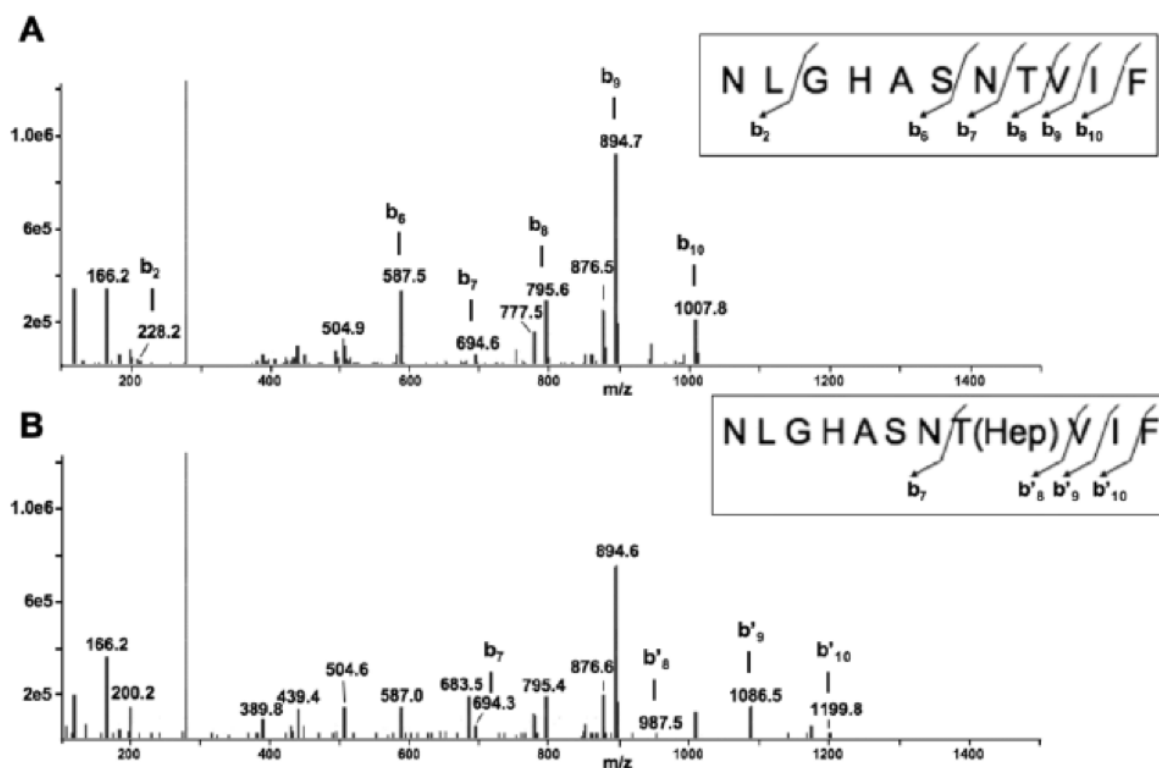 A
N L G H A S N T V I F
b2 b6 b7 b8 b9 b10
b9
1.0e6
894.7
6e5
b6
b8
b10
b2
166.2
587.5
b7
876.5
795.6
777.5
1007.8
2e5
228.2
504.9
694.6
200 400 600 800 1000 1200 1400
m/z
B
N L G H A S N T(Hep) V I F
b7 b'8 b'9 b'10
1.0e6
894.6
6e5
166.2
b7
b'8
b'9
b'10
2e5
200.2
389.8
439.4
504.6
587.0
683.5
694.3
795.4
876.6
987.5
1086.5
1199.8
200 400 600 800 1000 1200 1400
m/z